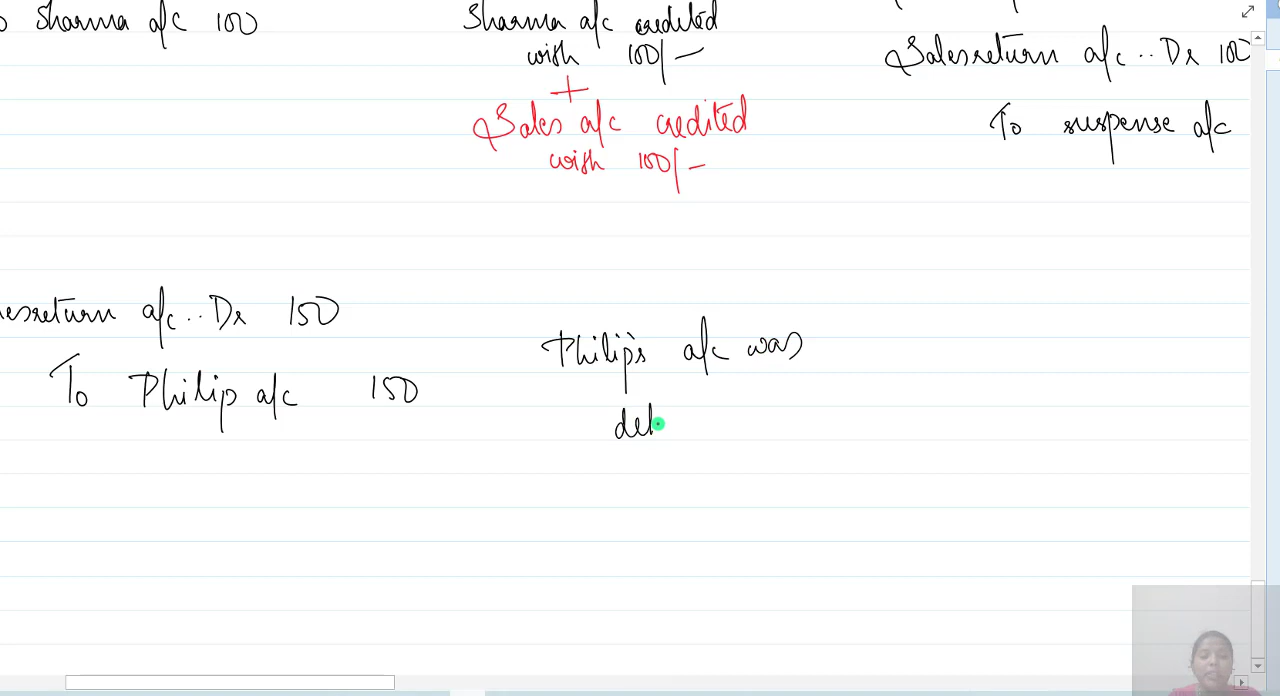 o Sharma a/c 100
Sharma a/c credited
with 100/-
+
Sales a/c credited
with 100/-
Salesreturn a/c .. Dr 100
To suspense a/c
esreturn a/c .. Dr 150
To Philip a/c 150
Philip's a/c was
deb